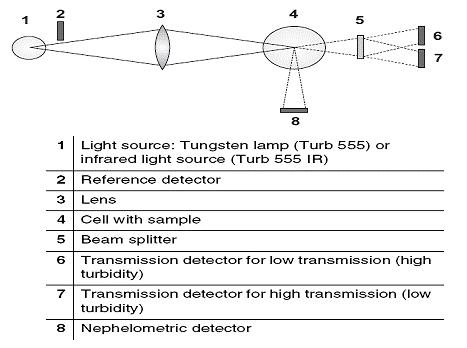 1
2
3
4
5
6
7
8
1 Light source: Tungsten lamp (Turb 555) or
infrared light source (Turb 555 IR)
2 Reference detector
3 Lens
4 Cell with sample
5 Beam splitter
6 Transmission detector for low transmission (high
turbidity)
7 Transmission detector for high transmission (low
turbidity)
8 Nephelometric detector